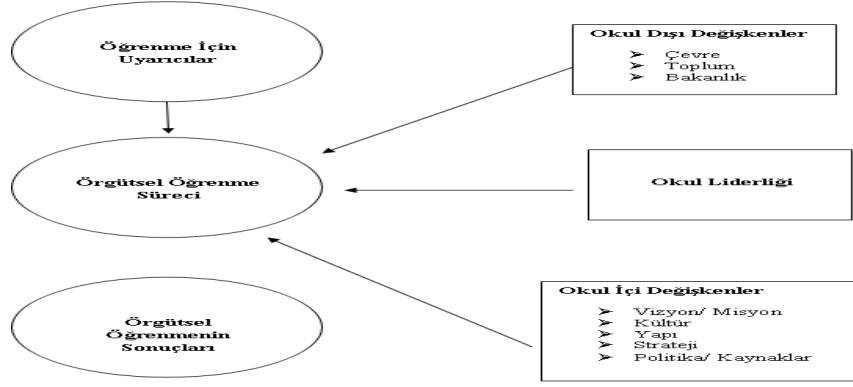 Öğrenme İçin
Uyarıcılar
Okul Dışı Değişkenler
➢ Çevre
➢ Toplum
➢ Bakanlık
Örgütsel Öğrenme
Süreci
Okul Liderliği
Örgütsel
Öğrenmenin
Sonuçları
Okul İçi Değişkenler
➢ Vizyon/ Misyon
➢ Kültür
➢ Yapı
➢ Strateji
➢ Politika/ Kaynaklar